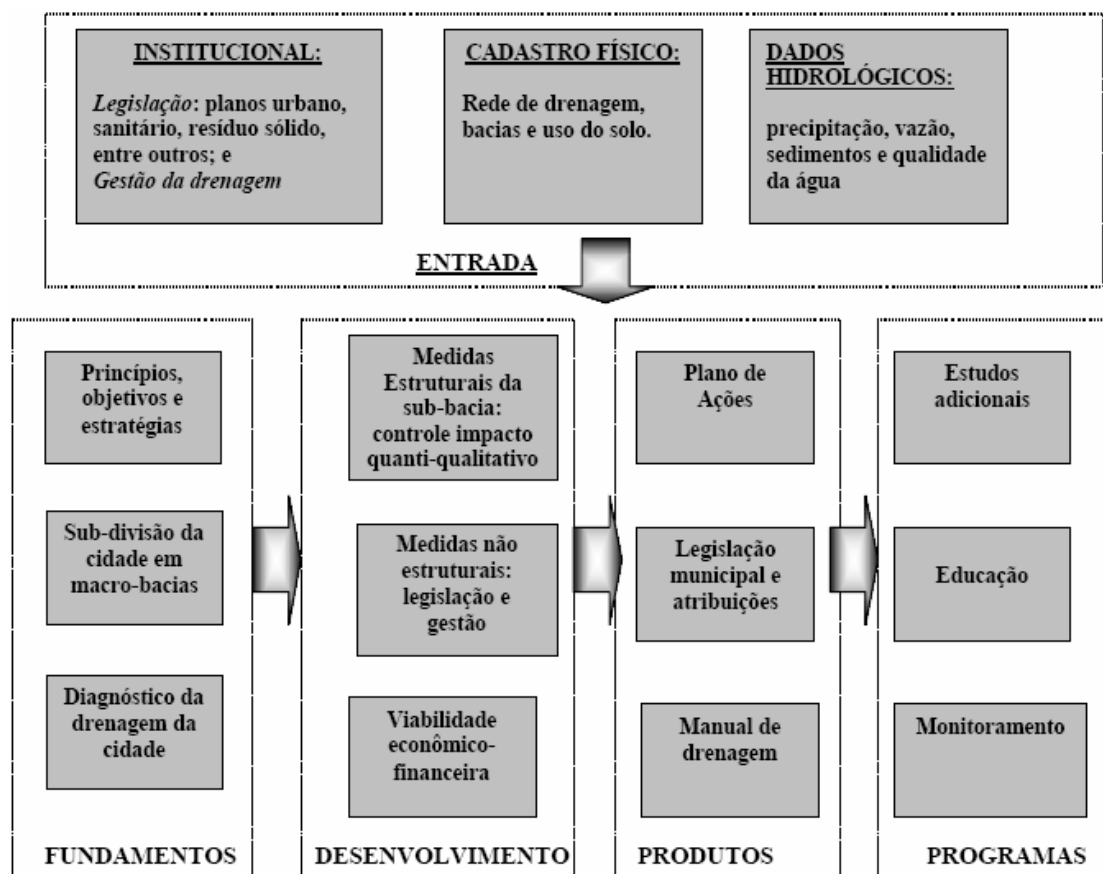 INSTITUCIONAL:
Legislação: planos urbano,
sanitário, resíduo sólido,
entre outros; e
Gestão da drenagem
CADASTRO FÍSICO:
Rede de drenagem,
bacias e uso do solo.
DADOS
HIDROLÓGICOS:
precipitação, vazão,
sedimentos e qualidade
da água
ENTRADA
Princípios,
objetivos e
estratégias
Sub-divisão da
cidade em
macro-bacias
Diagnóstico da
drenagem da
cidade
FUNDAMENTOS
Medidas
Estruturais da
sub-bacia:
controle impacto
quanti-qualitativo
Medidas não
estruturais:
legislação e
gestão
Viabilidade
econômico-
financeira
DESENVOLVIMENTO
Plano de
Ações
Legislação
municipal e
atribuições
Manual de
drenagem
PRODUTOS
Estudos
adicionais
Educação
Monitoramento
PROGRAMAS